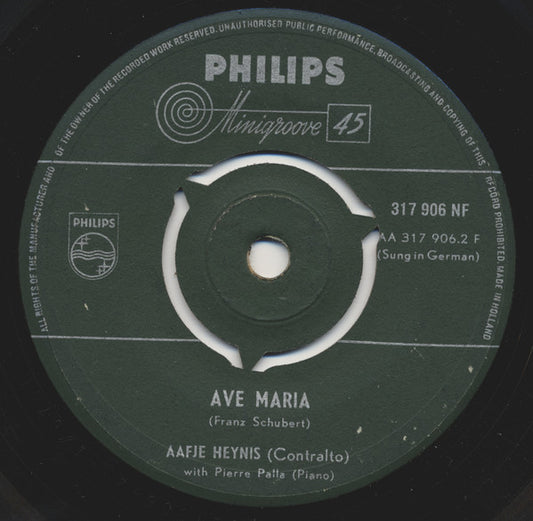 ALL RIGHTS OF THE MANUFACTURER AND OF THE OWNER OF THE RECORDED WORK RESERVED. UNAUTHORISED PUBLIC PERFORMANCE, BROADCASTING AND COPYING OF THIS RECORD PROHIBITED. MADE IN HOLLAND
PHILIPS
Minigroove 45
317 906 NF
PHILIPS
AA 317 906.2 F
(Sung in German)
AVE MARIA
(Franz Schubert)
AAFJE HEYNIS (Contralto)
with Pierre Palla (Piano)